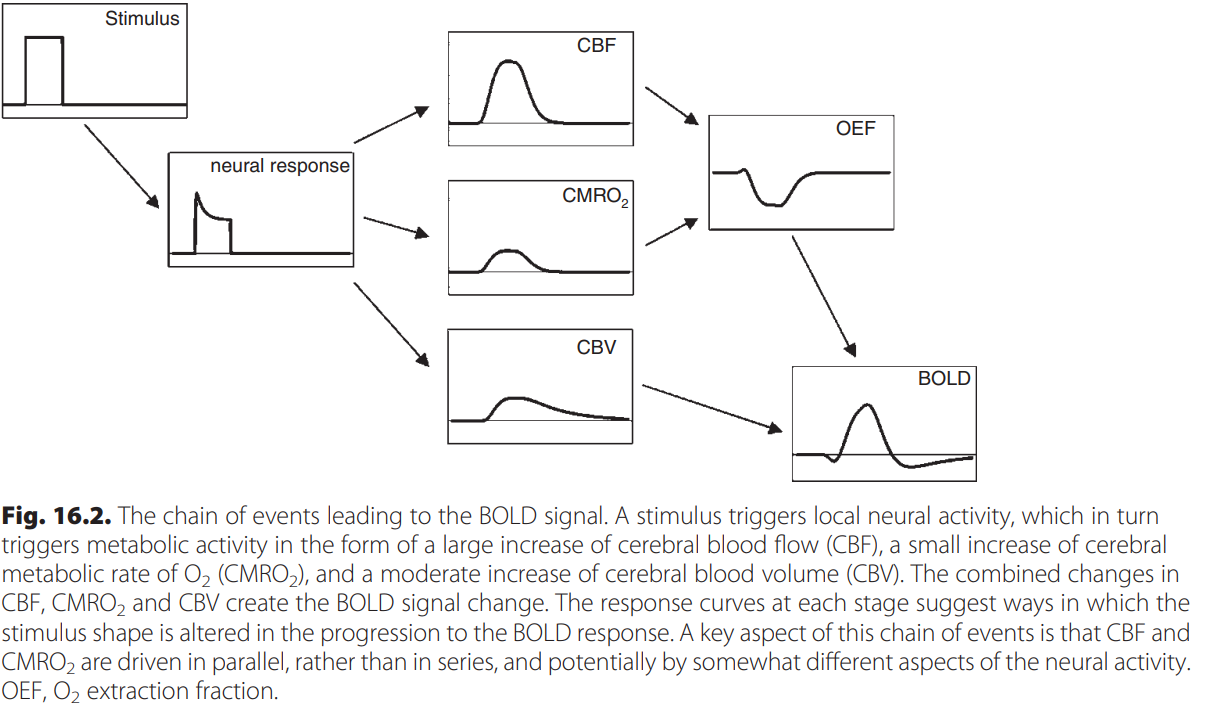 Stimulus
neural response
CBF
CMRO₂
CBV
OEF
BOLD
Fig. 16.2. The chain of events leading to the BOLD signal. A stimulus triggers local neural activity, which in turn
triggers metabolic activity in the form of a large increase of cerebral blood flow (CBF), a small increase of cerebral
metabolic rate of O₂ (CMRO₂), and a moderate increase of cerebral blood volume (CBV). The combined changes in
CBF, CMRO₂ and CBV create the BOLD signal change. The response curves at each stage suggest ways in which the
stimulus shape is altered in the progression to the BOLD response. A key aspect of this chain of events is that CBF and
CMRO₂ are driven in parallel, rather than in series, and potentially by somewhat different aspects of the neural activity.
OEF, O₂ extraction fraction.